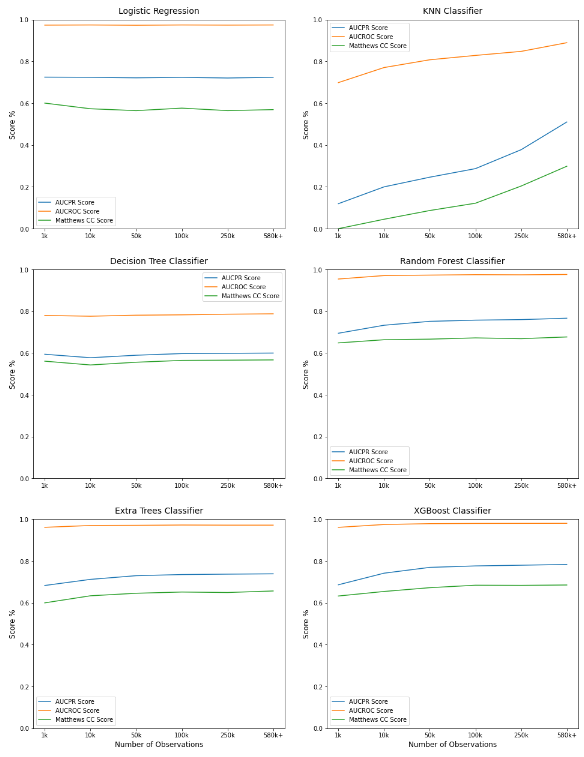 Logistic Regression
Score %
1.0
0.8
0.6
0.4
0.2
0.0
AUCPR Score
AUCROC Score
Matthews CC Score
1k 10k 50k 100k 250k 580k+
KNN Classifier
Score %
1.0
0.8
0.6
0.4
0.2
0.0
AUCPR Score
AUCROC Score
Matthews CC Score
1k 10k 50k 100k 250k 580k+
Decision Tree Classifier
Score %
1.0
0.8
0.6
0.4
0.2
0.0
AUCPR Score
AUCROC Score
Matthews CC Score
1k 10k 50k 100k 250k 580k+
Random Forest Classifier
Score %
1.0
0.8
0.6
0.4
0.2
0.0
AUCPR Score
AUCROC Score
Matthews CC Score
1k 10k 50k 100k 250k 580k+
Extra Trees Classifier
Score %
1.0
0.8
0.6
0.4
0.2
0.0
AUCPR Score
AUCROC Score
Matthews CC Score
1k 10k 50k 100k 250k 580k+
Number of Observations
XGBoost Classifier
Score %
1.0
0.8
0.6
0.4
0.2
0.0
AUCPR Score
AUCROC Score
Matthews CC Score
1k 10k 50k 100k 250k 580k+
Number of Observations